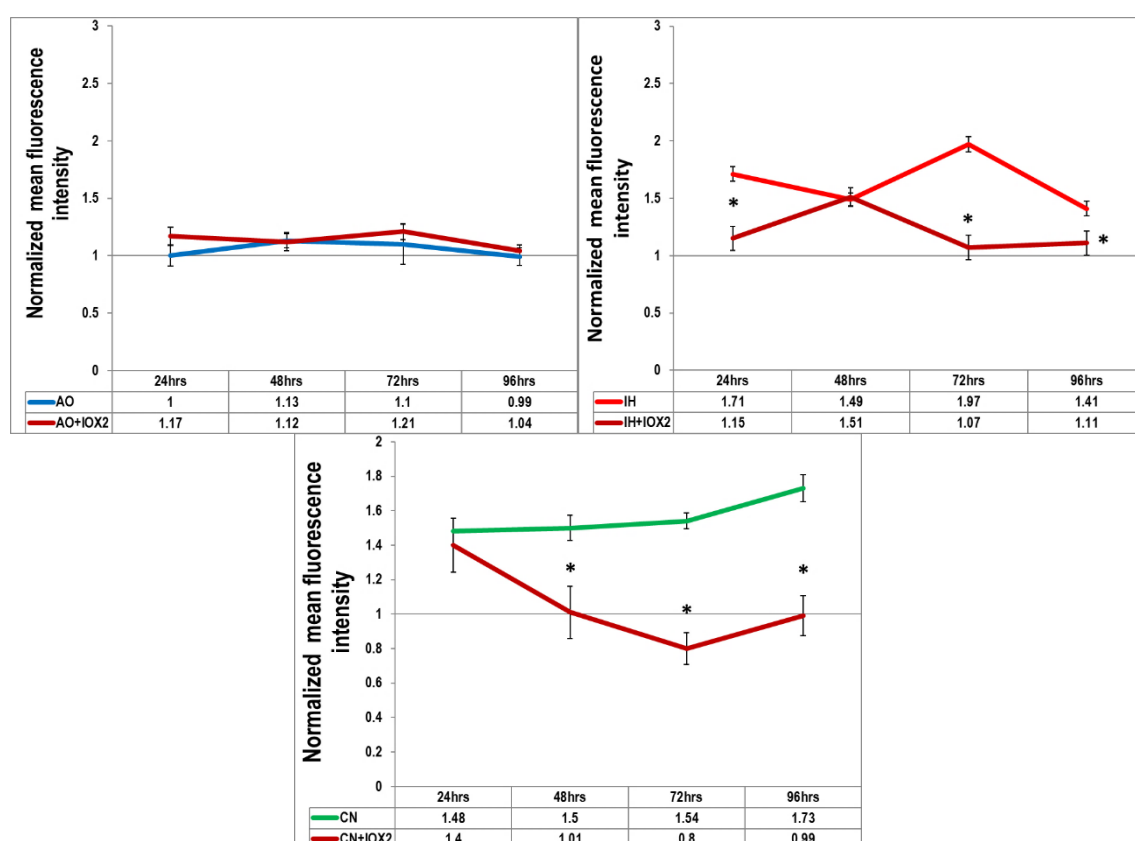 Normalized mean fluorescence
intensity
3
2.5
2
1.5
1
0.5
0
24hrs 48hrs 72hrs 96hrs
AO 1 1.13 1.1 0.99
AO+IOX2 1.17 1.12 1.21 1.04
Normalized mean fluorescence
intensity
3
2.5
2
1.5
1
0.5
0
*
*
*
24hrs 48hrs 72hrs 96hrs
IH 1.71 1.49 1.97 1.41
IH+IOX2 1.15 1.51 1.07 1.11
Normalized mean fluorescence
intensity
2
1.8
1.6
1.4
1.2
1
0.8
0.6
0.4
0.2
0
*
*
*
24hrs 48hrs 72hrs 96hrs
CN 1.48 1.5 1.54 1.73
CN+IOX2 1.4 1.01 0.8 0.99